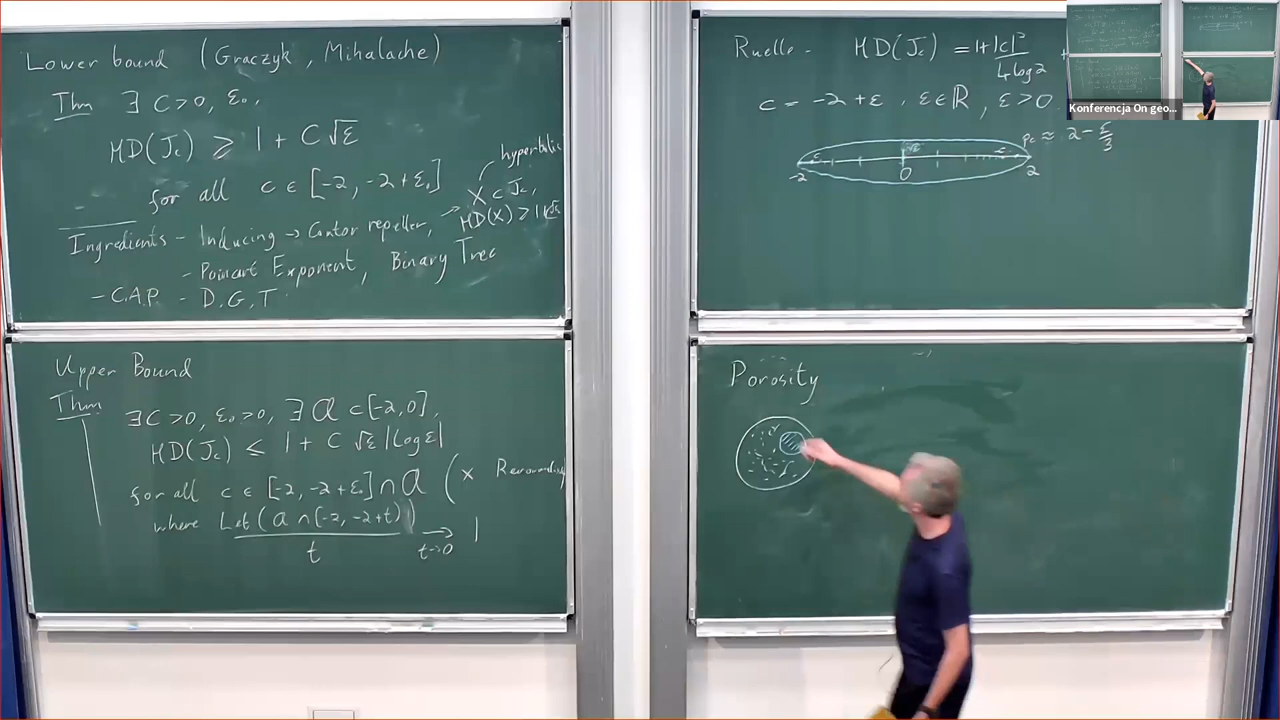 Lower bound (Graczyk, Mihalache)
Thm ∃ C>0, ε₀,
HD(J_c) ≥ 1 + C√ε
for all c ∈ [-2, -2+ε₀]
hyperbolic
X ⊂ J_c,
HD(X) ≥ 1+√ε
Ingredients - Inducing → Cantor repeller,
- Poincaré Exponent, Binary Tree
- C.A.P. - D.G.T.
Upper Bound
Thm
∃C>0, ε₀>0, ∃ a ⊂ [-2,0],
HD(J_c) ≤ 1 + C √ε |log ε|
for all c ∈ [-2, -2+ε₀] ∩ a
where Leb(a ∩ [-2, -2+t)) / t → 1
t→0
Ruelle - HD(J_c) = 1 + |c|² / 4 log 2 +
c = -2+ε, ε∈ℝ, ε>0
≈ 2 - ε/3
-2 0 2
Porosity
Konferencja On geo...